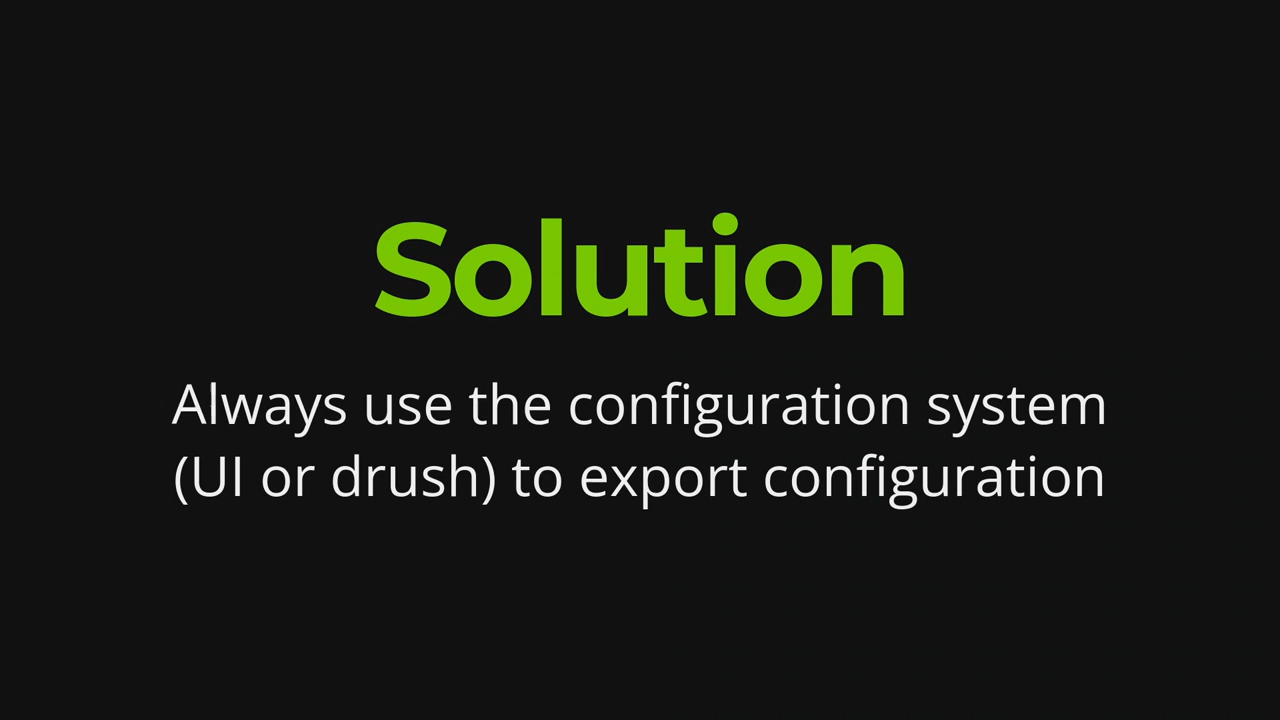 Solution
Always use the configuration system
(UI or drush) to export configuration